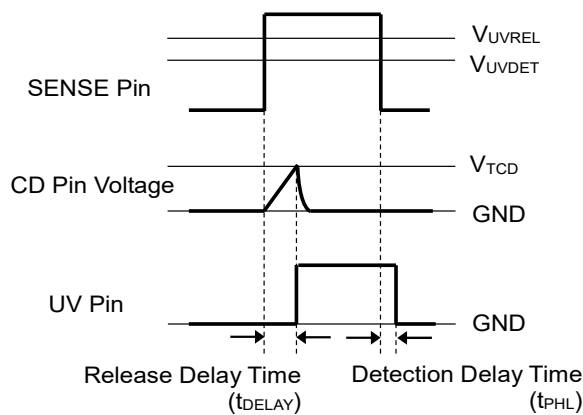 VUVREL
VUVDET
SENSE Pin
VTCD
CD Pin Voltage
GND
UV Pin
GND
Release Delay Time
(tDELAY)
Detection Delay Time
(tPHL)